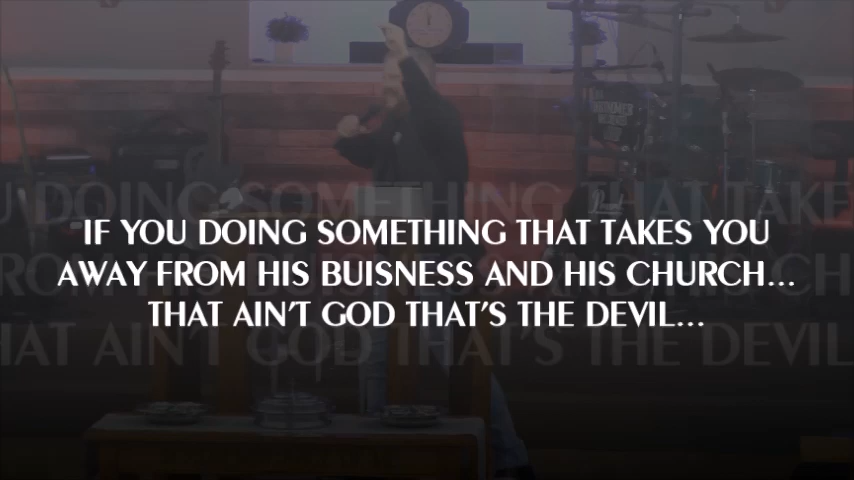 IF YOU DOING SOMETHING THAT TAKES YOU
AWAY FROM HIS BUISNESS AND HIS CHURCH...
THAT AIN'T GOD THAT'S THE DEVIL...